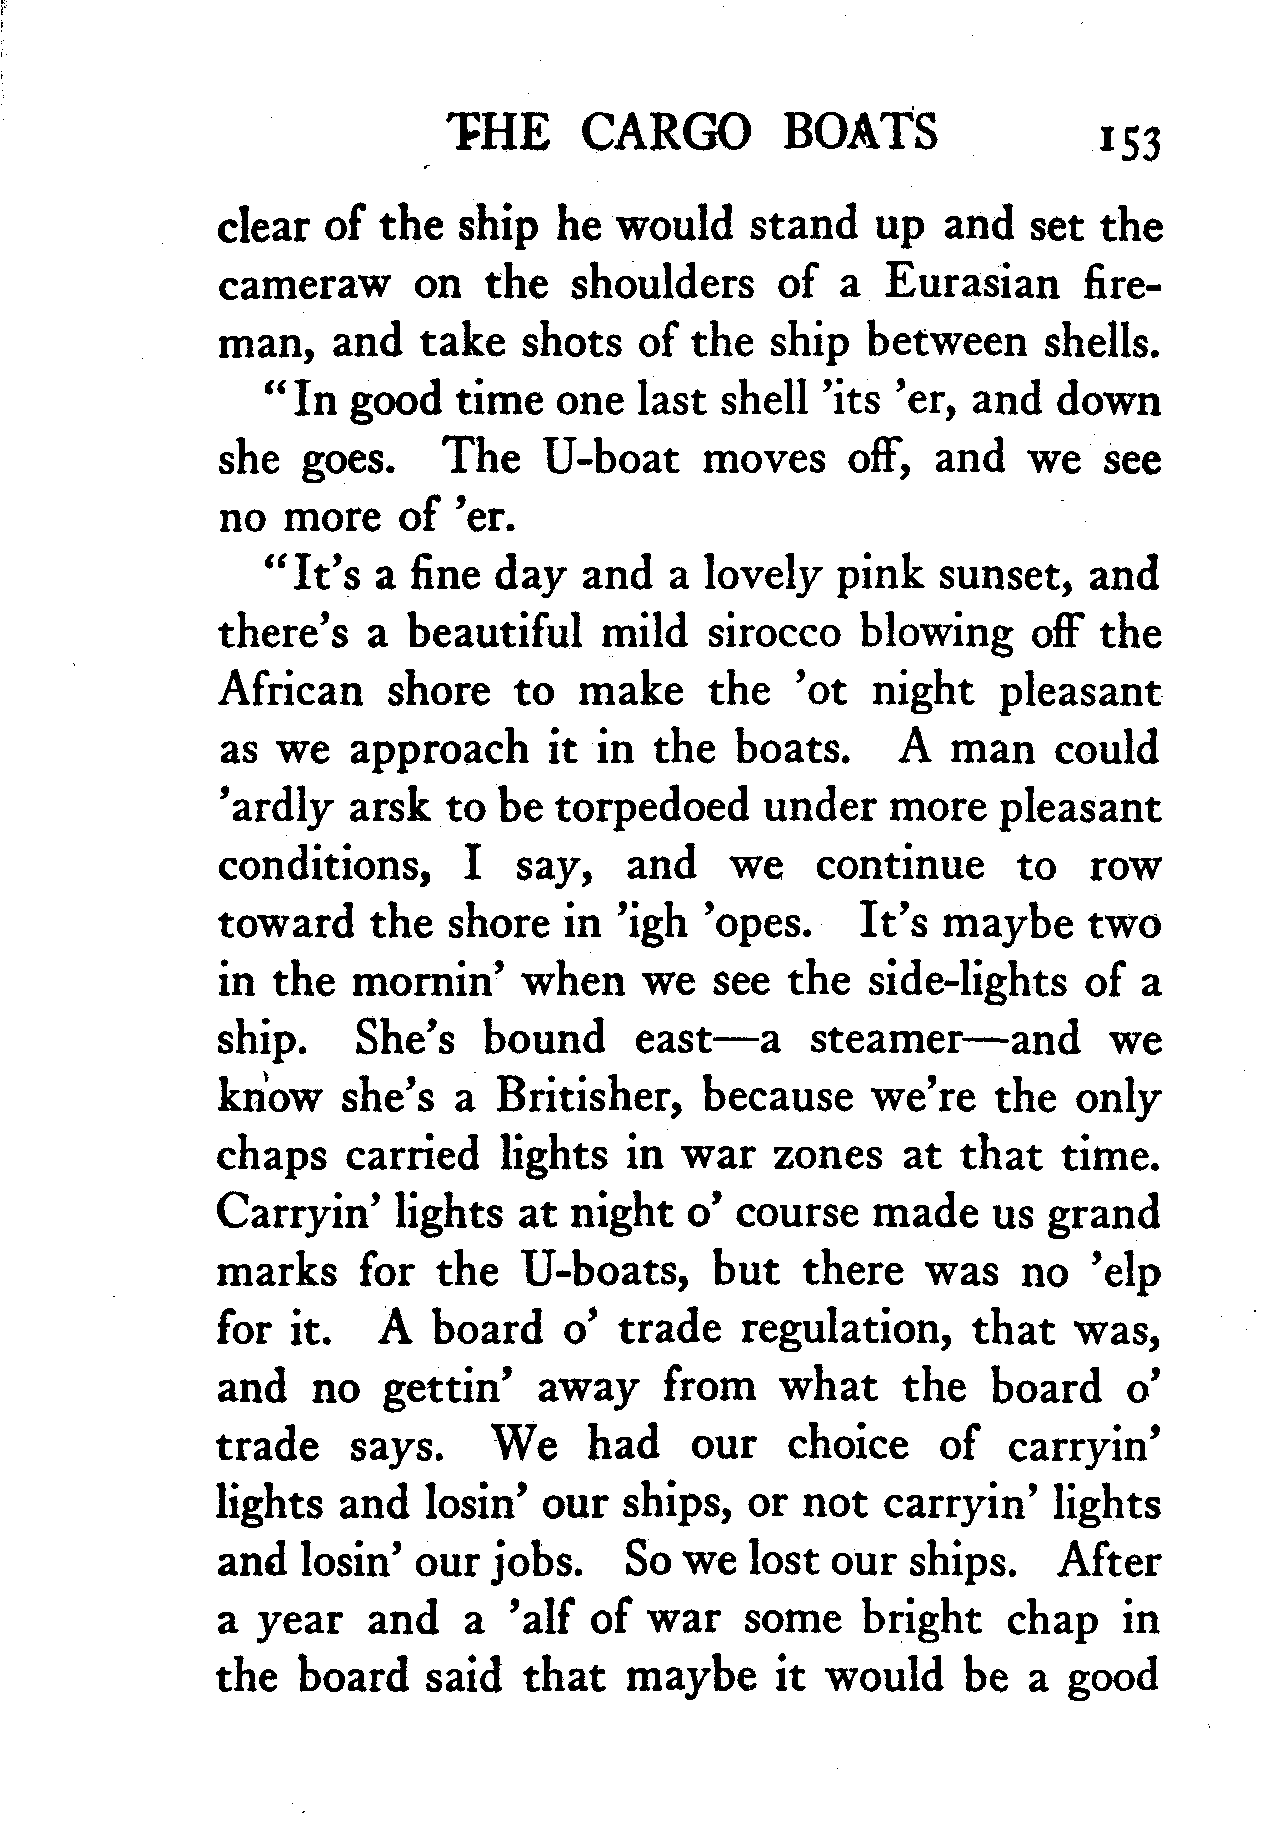 THE CARGO BOATS 153
clear of the ship he would stand up and set the
cameraw on the shoulders of a Eurasian fire-
man, and take shots of the ship between shells.
"In good time one last shell 'its 'er, and down
she goes. The U-boat moves off, and we see
no more of 'er.
"It's a fine day and a lovely pink sunset, and
there's a beautiful mild sirocco blowing off the
African shore to make the 'ot night pleasant
as we approach it in the boats. A man could
'ardly arsk to be torpedoed under more pleasant
conditions, I say, and we continue to row
toward the shore in 'igh 'opes. It's maybe two
in the mornin' when we see the side-lights of a
ship. She's bound east—a steamer—and we
know she's a Britisher, because we're the only
chaps carried lights in war zones at that time.
Carryin' lights at night o' course made us grand
marks for the U-boats, but there was no 'elp
for it. A board o' trade regulation, that was,
and no gettin' away from what the board o'
trade says. We had our choice of carryin'
lights and losin' our ships, or not carryin' lights
and losin' our jobs. So we lost our ships. After
a year and a 'alf of war some bright chap in
the board said that maybe it would be a good